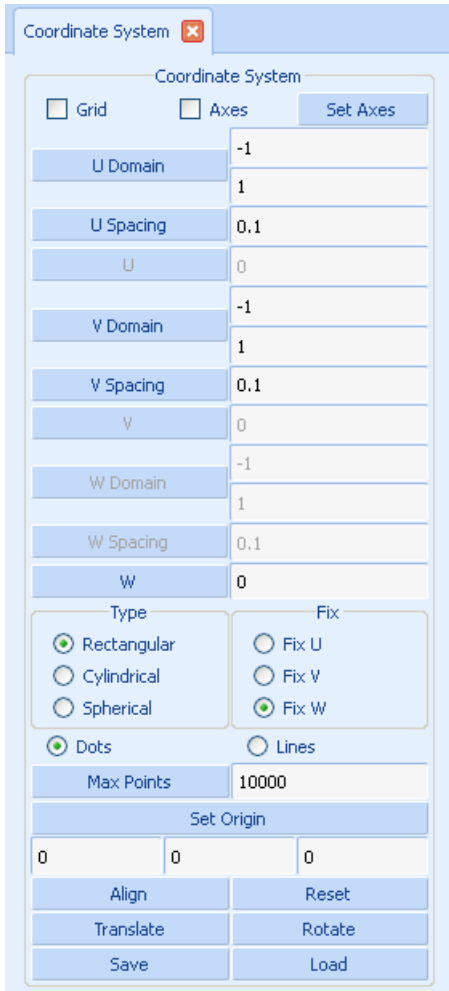 Coordinate System
Coordinate System
Grid Axes Set Axes
U Domain
-1
1
U Spacing 0.1
U 0
V Domain
-1
1
V Spacing 0.1
V 0
W Domain
-1
1
W Spacing 0.1
W 0
Type Fix
Rectangular Fix U
Cylindrical Fix V
Spherical Fix W
Dots Lines
Max Points 10000
Set Origin
0 0 0
Align Reset
Translate Rotate
Save Load